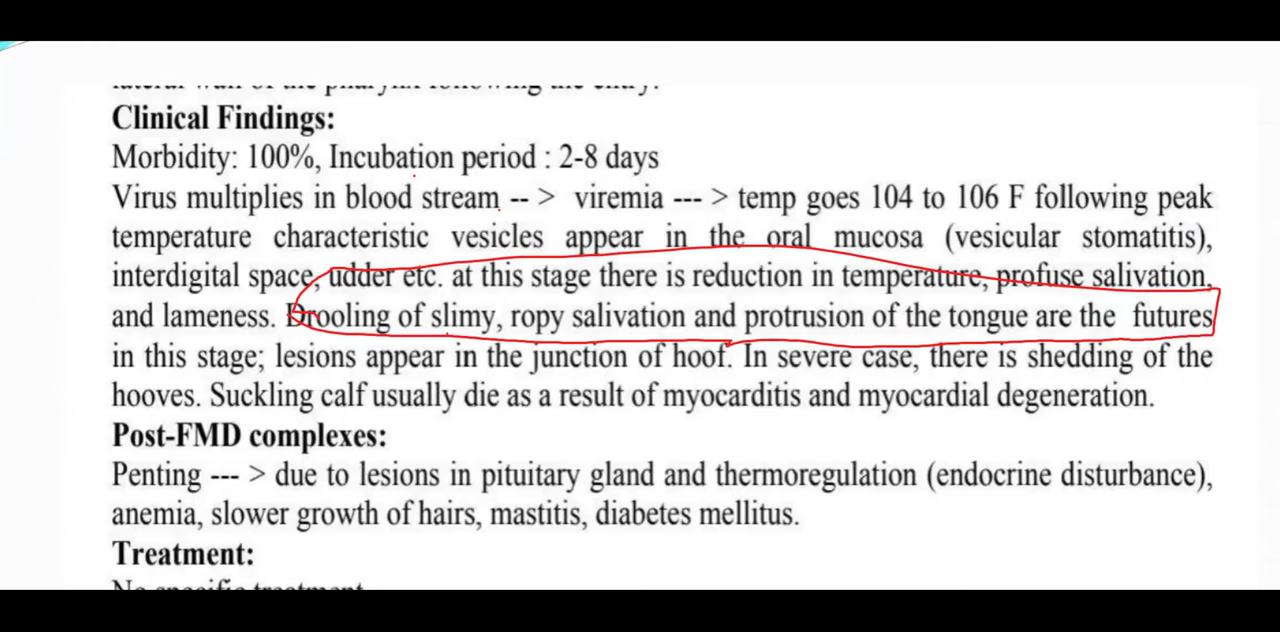 Clinical Findings:
Morbidity: 100%, Incubation period : 2-8 days
Virus multiplies in blood stream -- > viremia --- > temp goes 104 to 106 F following peak
temperature characteristic vesicles appear in the oral mucosa (vesicular stomatitis),
interdigital space, udder etc. at this stage there is reduction in temperature, profuse salivation,
and lameness. Drooling of slimy, ropy salivation and protrusion of the tongue are the futures
in this stage; lesions appear in the junction of hoof. In severe case, there is shedding of the
hooves. Suckling calf usually die as a result of myocarditis and myocardial degeneration.
Post-FMD complexes:
Penting --- > due to lesions in pituitary gland and thermoregulation (endocrine disturbance),
anemia, slower growth of hairs, mastitis, diabetes mellitus.
Treatment:
No specific treatment